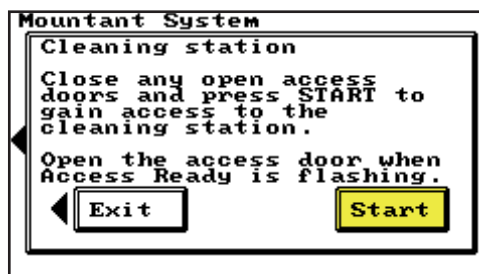 Mountant System
Cleaning station
Close any open access
doors and press START to
gain access to the
cleaning station.
Open the access door when
Access Ready is flashing.
Exit
Start